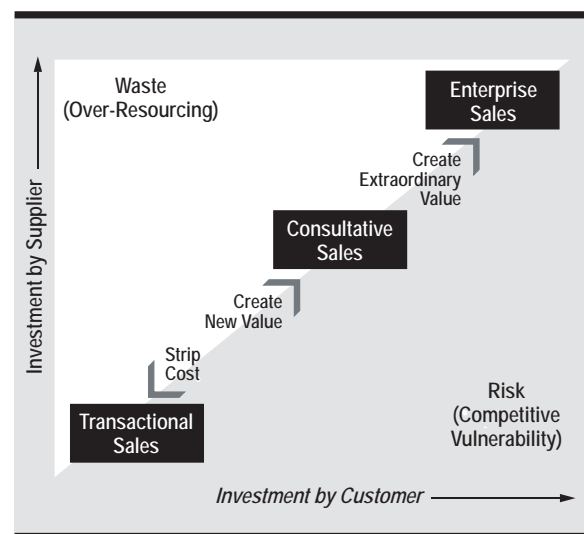 Waste
(Over-Resourcing)
Enterprise
Sales
Create
Extraordinary
Value
Investment by Supplier
Consultative
Sales
Create
New Value
Strip
Cost
Transactional
Sales
Risk
(Competitive
Vulnerability)
Investment by Customer